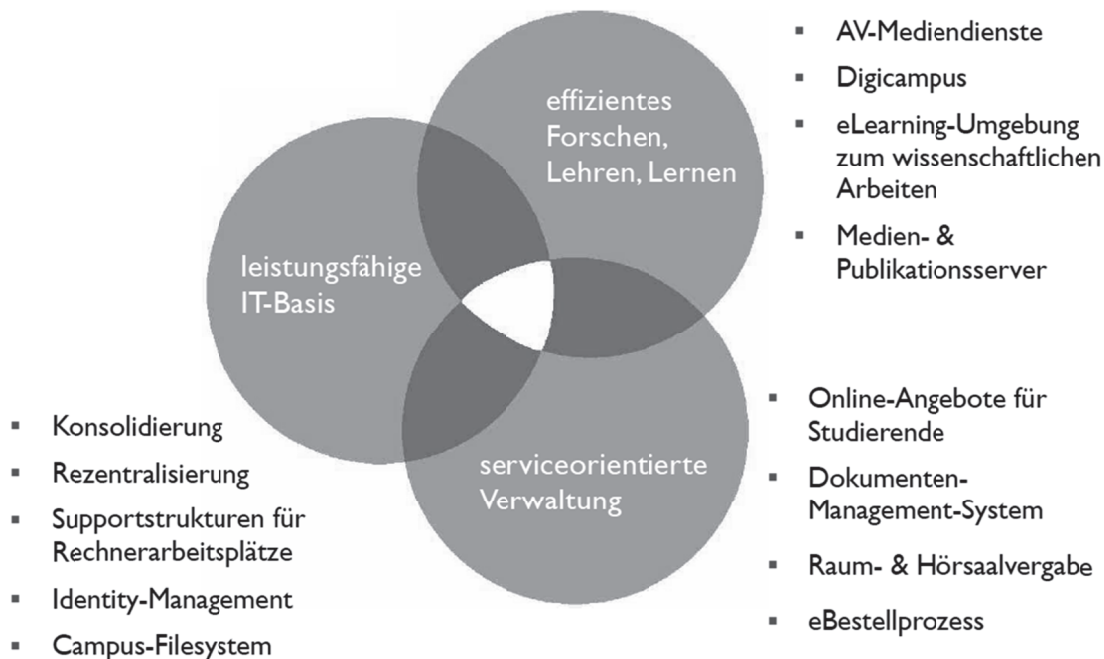 effizientes
Forschen,
Lehren, Lernen
leistungsfähige
IT-Basis
serviceorientierte
Verwaltung
▪ AV-Mediendienste
▪ Digicampus
▪ eLearning-Umgebung
zum wissenschaftlichen
Arbeiten
▪ Medien- &
Publikationsserver
▪ Konsolidierung
▪ Rezentralisierung
▪ Supportstrukturen für
Rechnerarbeitsplätze
▪ Identity-Management
▪ Campus-Filesystem
▪ Online-Angebote für
Studierende
▪ Dokumenten-
Management-System
▪ Raum- & Hörsaalvergabe
▪ eBestellprozess